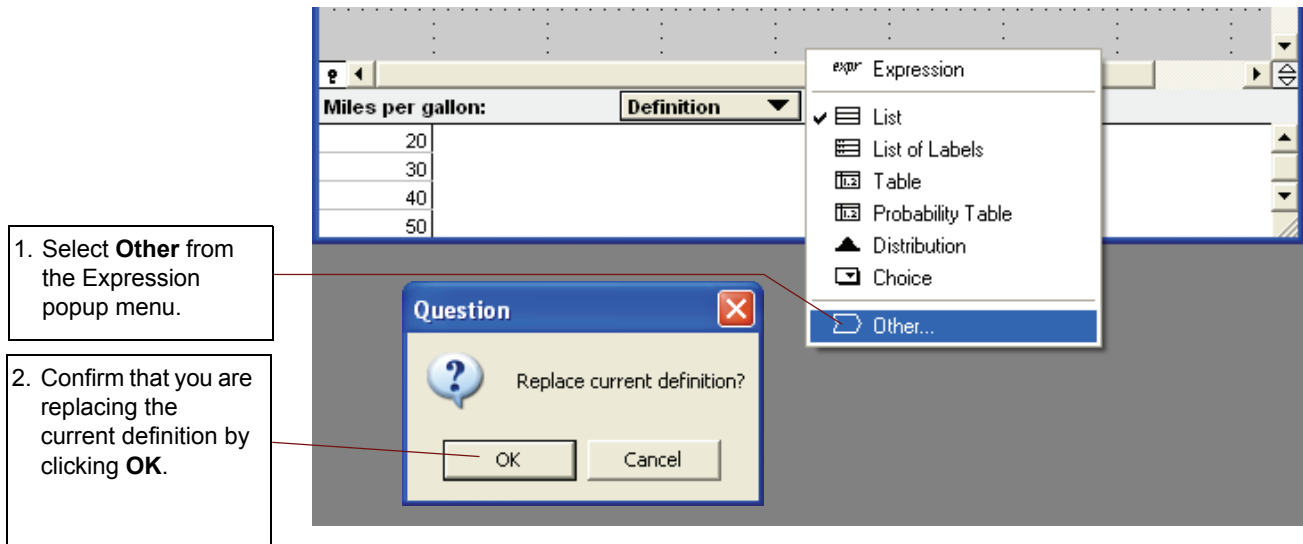 expr Expression
Miles per gallon:
Definition
List
20
List of Labels
30
Table
40
Probability Table
50
Distribution
Choice
Other...
1. Select Other from
the Expression
popup menu.
Question
Replace current definition?
OK
Cancel
2. Confirm that you are
replacing the
current definition by
clicking OK.